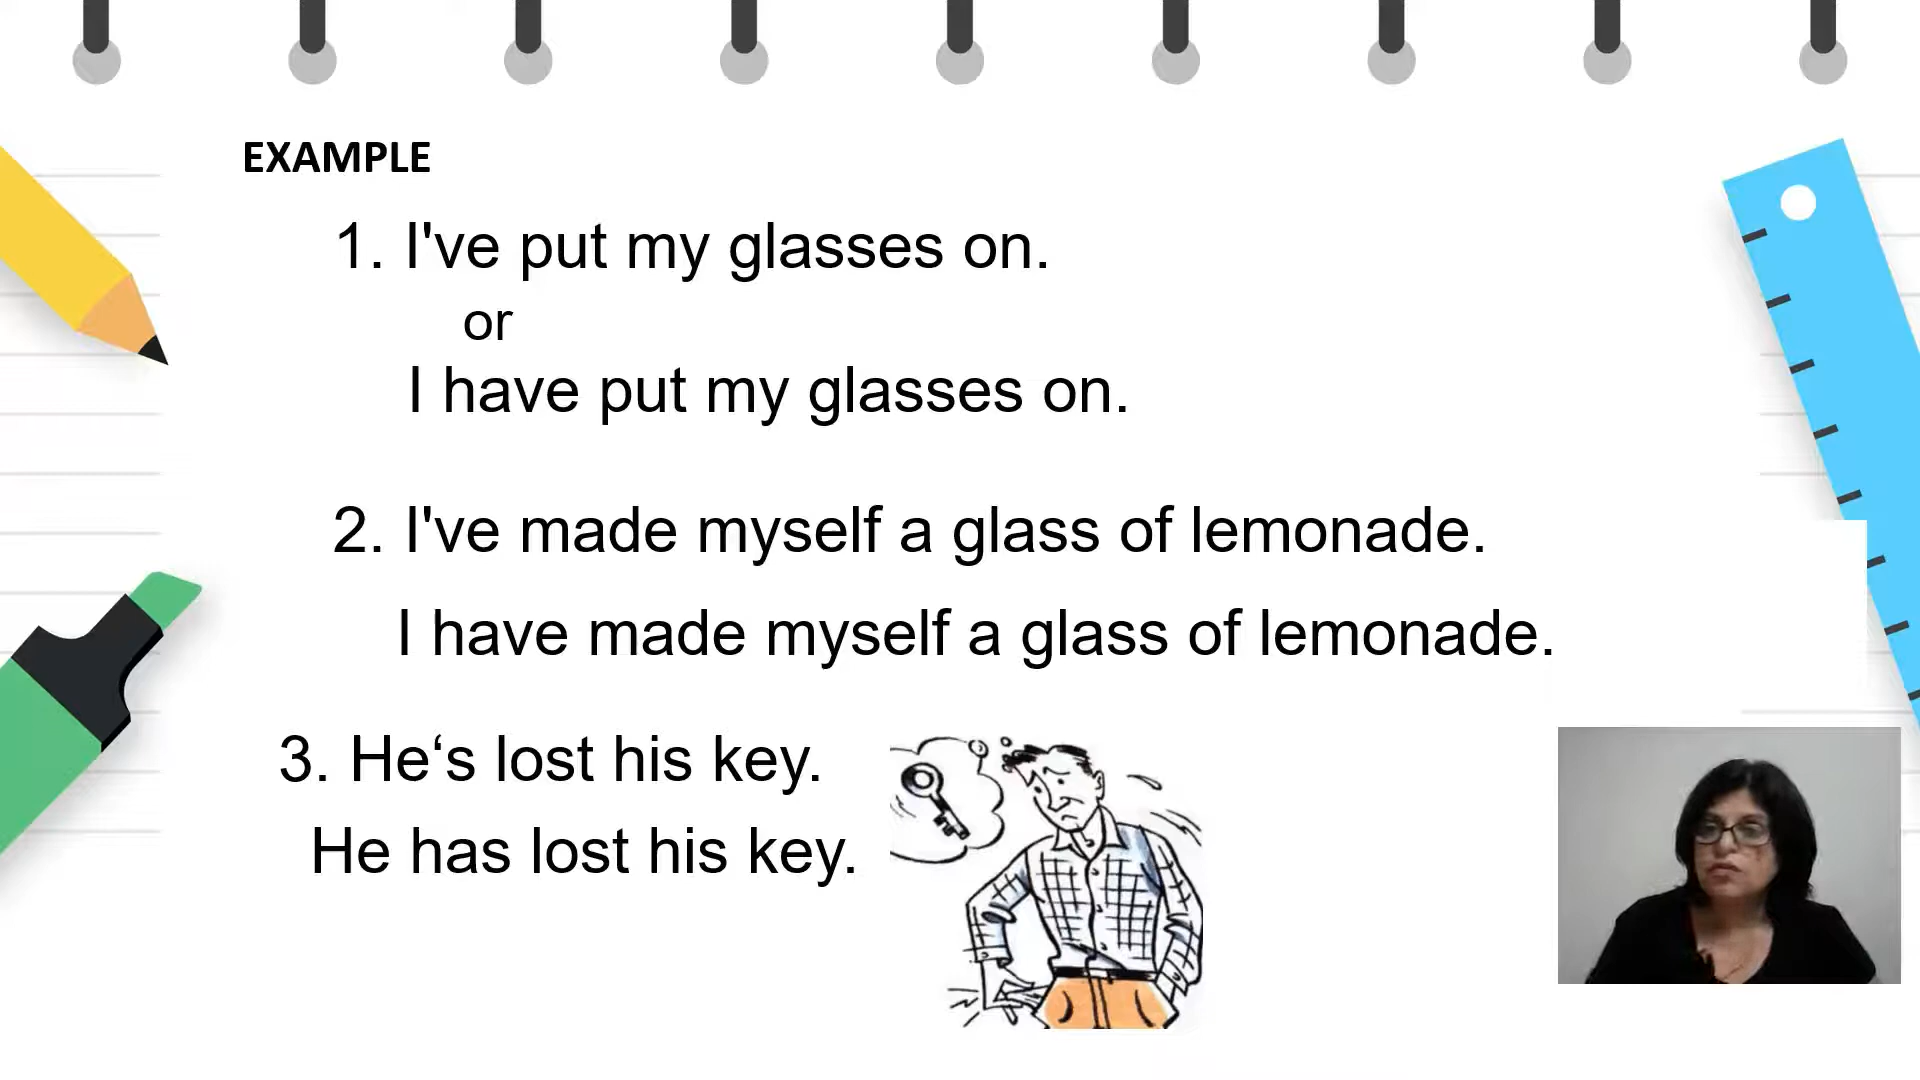 EXAMPLE
1. I've put my glasses on.
or
I have put my glasses on.
2. I've made myself a glass of lemonade.
I have made myself a glass of lemonade.
3. He‘s lost his key.
He has lost his key.